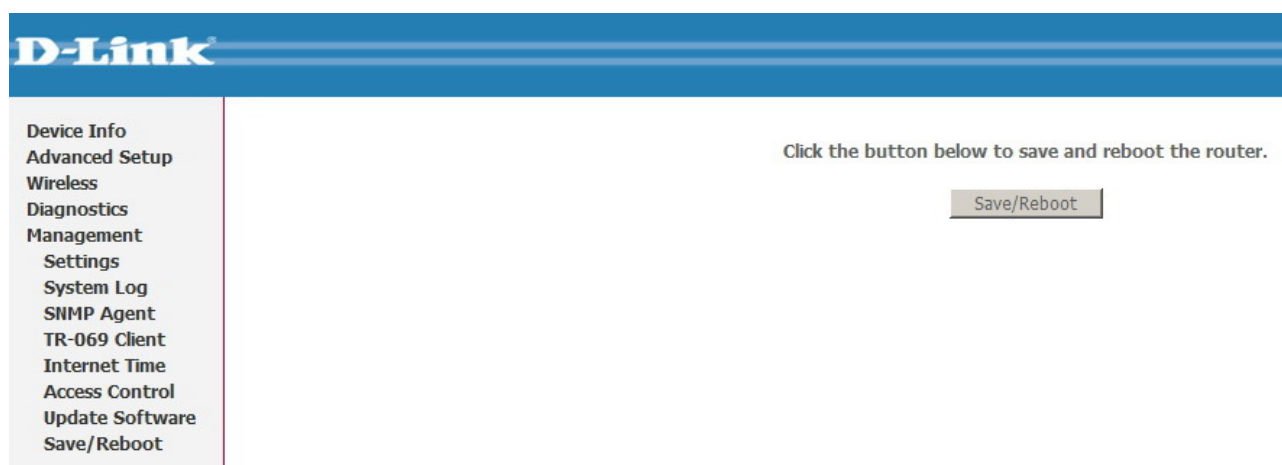 D-Link
Device Info
Advanced Setup
Wireless
Diagnostics
Management
Settings
System Log
SNMP Agent
TR-069 Client
Internet Time
Access Control
Update Software
Save/Reboot
Click the button below to save and reboot the router.
Save/Reboot